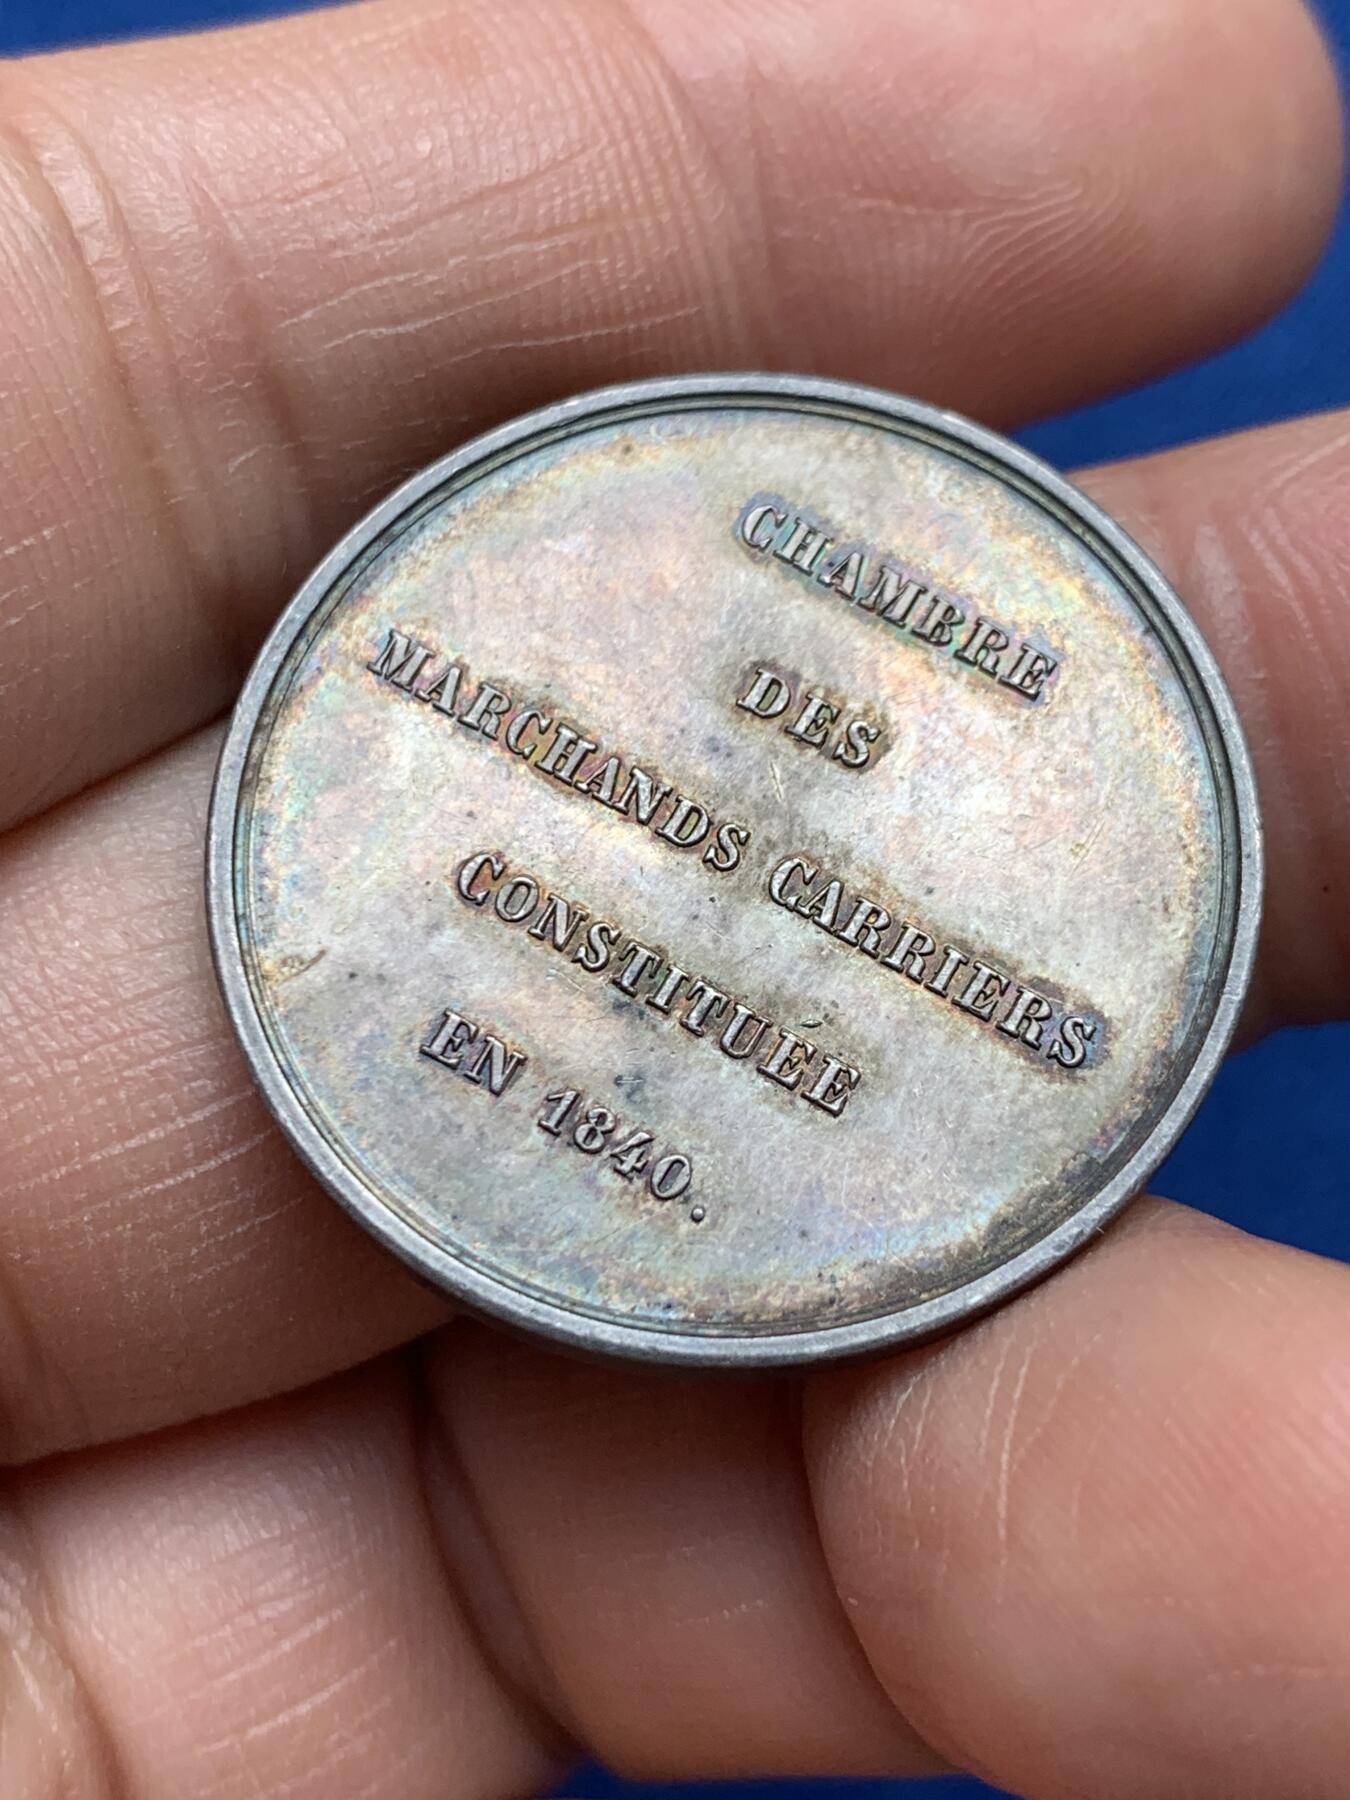 CHAMBRE
DES
MARCHANDS CARRIERS
CONSTITUÉE
EN 1840.